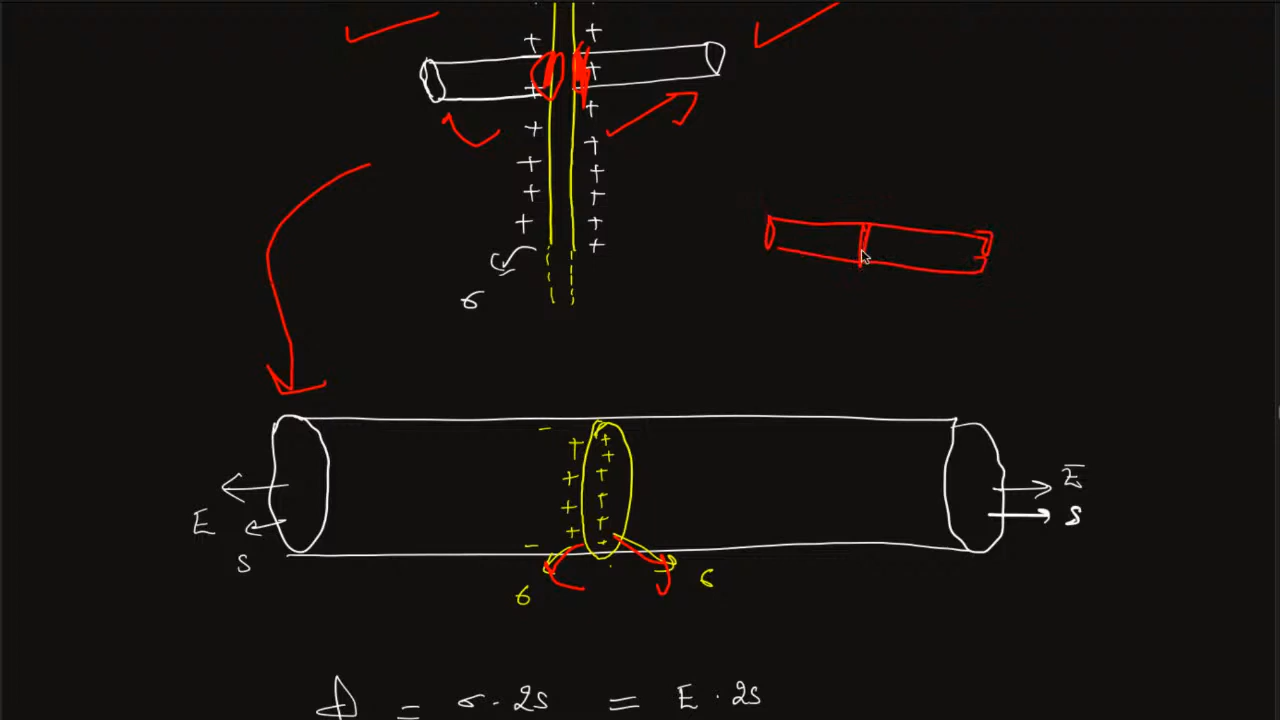 σ
E
S
Ē
S
σ
σ
ϕ = σ · 2S = E · 2S